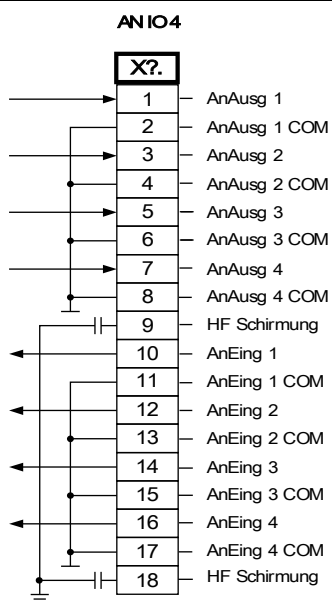 AN IO4
X?.
1 AnAusg 1
2 AnAusg 1 COM
3 AnAusg 2
4 AnAusg 2 COM
5 AnAusg 3
6 AnAusg 3 COM
7 AnAusg 4
8 AnAusg 4 COM
9 HF Schirmung
10 AnEing 1
11 AnEing 1 COM
12 AnEing 2
13 AnEing 2 COM
14 AnEing 3
15 AnEing 3 COM
16 AnEing 4
17 AnEing 4 COM
18 HF Schirmung